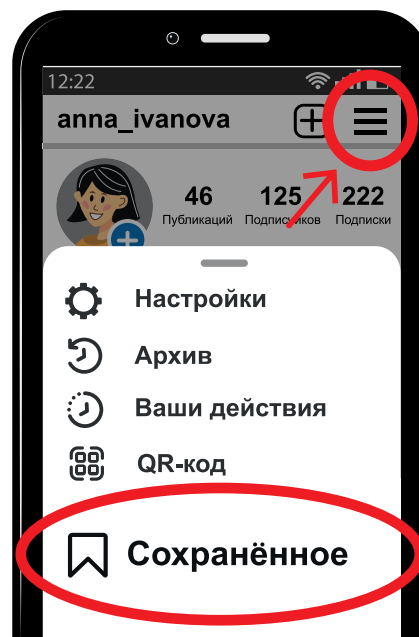 12:22
anna_ivanova
46 125 222
Публикаций Подписчиков Подписки
Настройки
Архив
Ваши действия
QR-код
Сохранённое